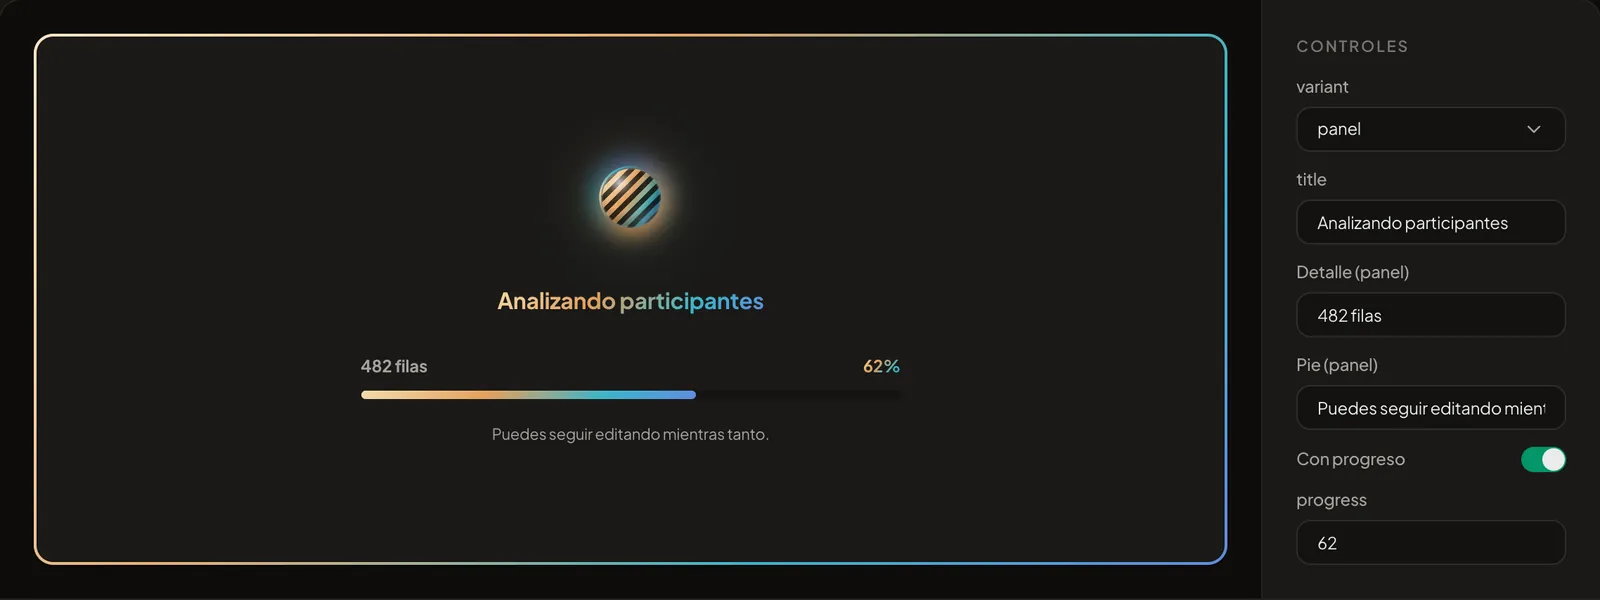 Analizando participantes
482 filas
62%
Puedes seguir editando mientras tanto.
CONTROLES
variant
panel
title
Analizando participantes
Detalle (panel)
482 filas
Pie (panel)
Puedes seguir editando mient
Con progreso
progress
62